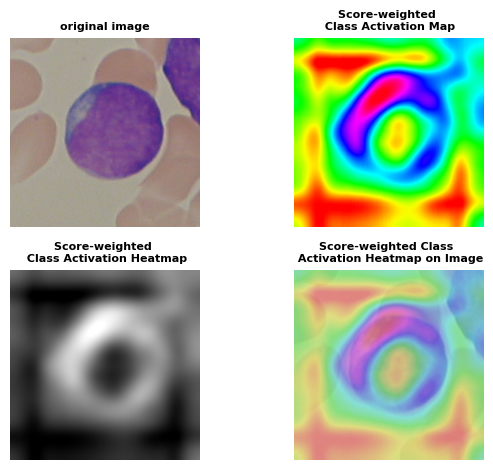 original image
Score-weighted
Class Activation Map
Score-weighted
Class Activation Heatmap
Score-weighted Class
Activation Heatmap on Image